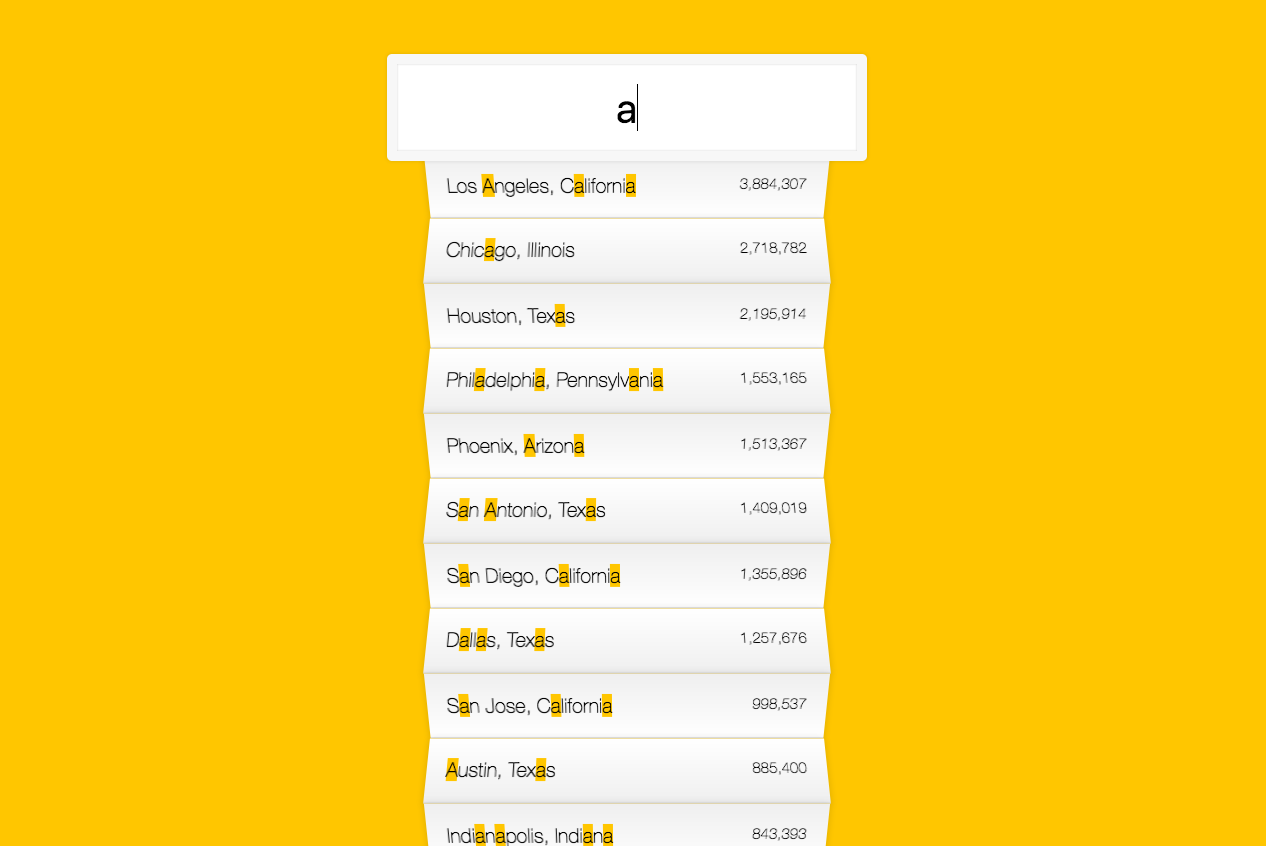 a
Los Angeles, California 3,884,307
Chicago, Illinois 2,718,782
Houston, Texas 2,195,914
Philadelphia, Pennsylvania 1,553,165
Phoenix, Arizona 1,513,367
San Antonio, Texas 1,409,019
San Diego, California 1,355,896
Dallas, Texas 1,257,676
San Jose, California 998,537
Austin, Texas 885,400
Indianapolis, Indiana 843,393